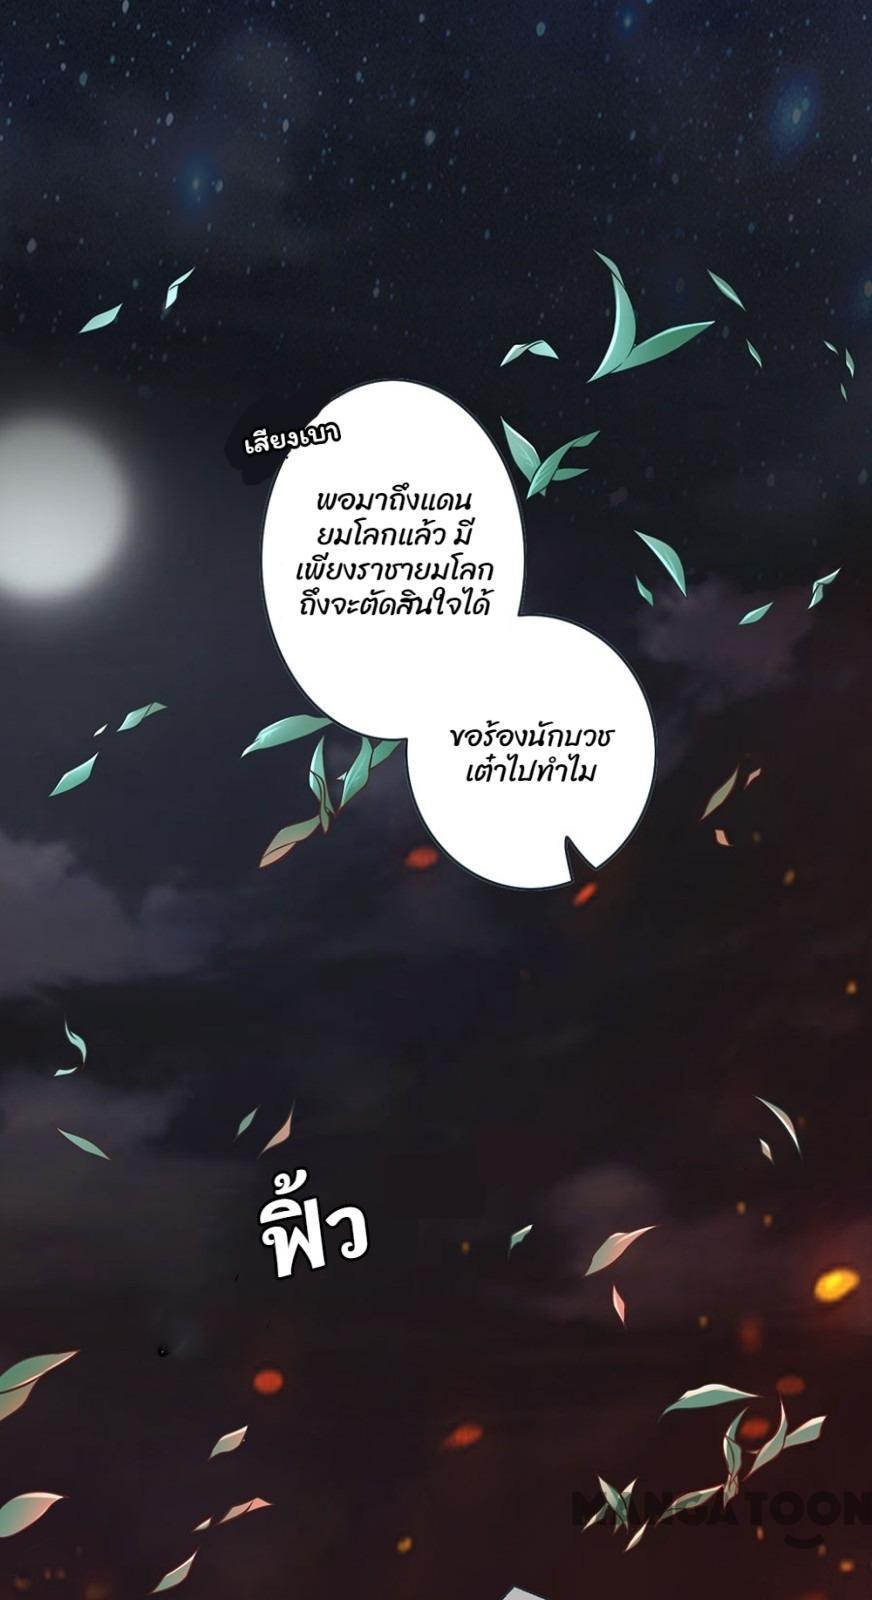 เสียงเบา
พอมาถึงแดน
ยมโลกแล้ว มี
เพียงราชายมโลก
ถึงจะตัดสินใจได้
ขอร้องนักบวช
เต๋าไปทำไม
ฟิ้ว
MANGATOON